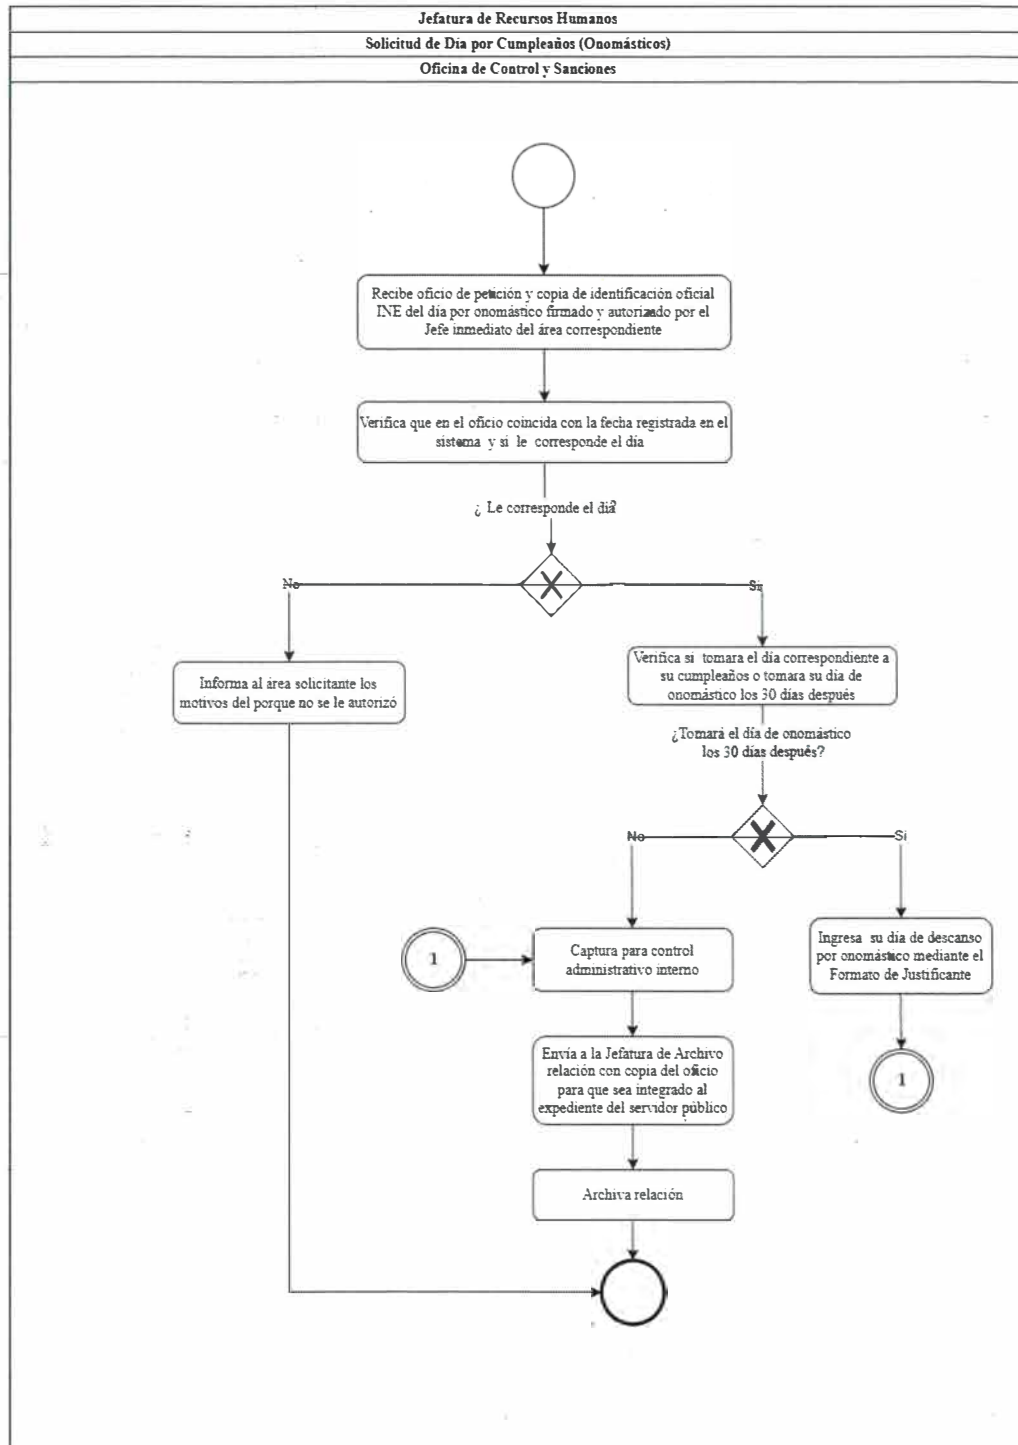 Jefatura de Recursos Humanos
Solicitud de Día por Cumpleaños (Onomásticos)
Oficina de Control y Sanciones
Recibe oficio de petición y copia de identificación oficial
INE del día por onomástico firmado y autorizado por el
Jefe inmediato del área correspondiente
Verifica que en el oficio coincida con la fecha registrada en el
sistema y si le corresponde el día
¿ Le corresponde el día?
No
Si
Informa al área solicitante los
motivos del porque no se le autorizó
Verifica si tomara el día correspondiente a
su cumpleaños o tomara su día de
onomástico los 30 días después
¿Tomará el día de onomástico
los 30 días después?
No
Si
1
Captura para control
administrativo interno
Ingresa su día de descanso
por onomástico mediante el
Formato de Justificante
Envía a la Jefatura de Archivo
relación con copia del oficio
para que sea integrado al
expediente del servidor público
1
Archiva relación